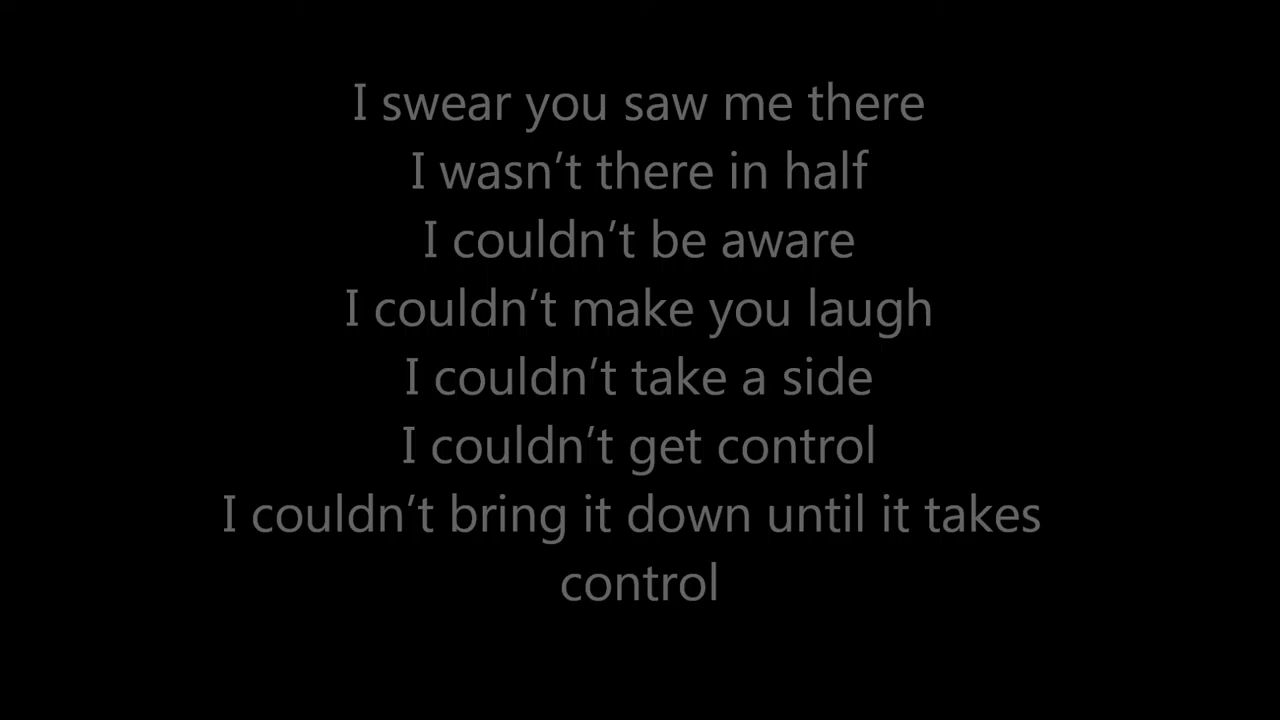 I swear you saw me there
I wasn’t there in half
I couldn’t be aware
I couldn’t make you laugh
I couldn’t take a side
I couldn’t get control
I couldn’t bring it down until it takes
control